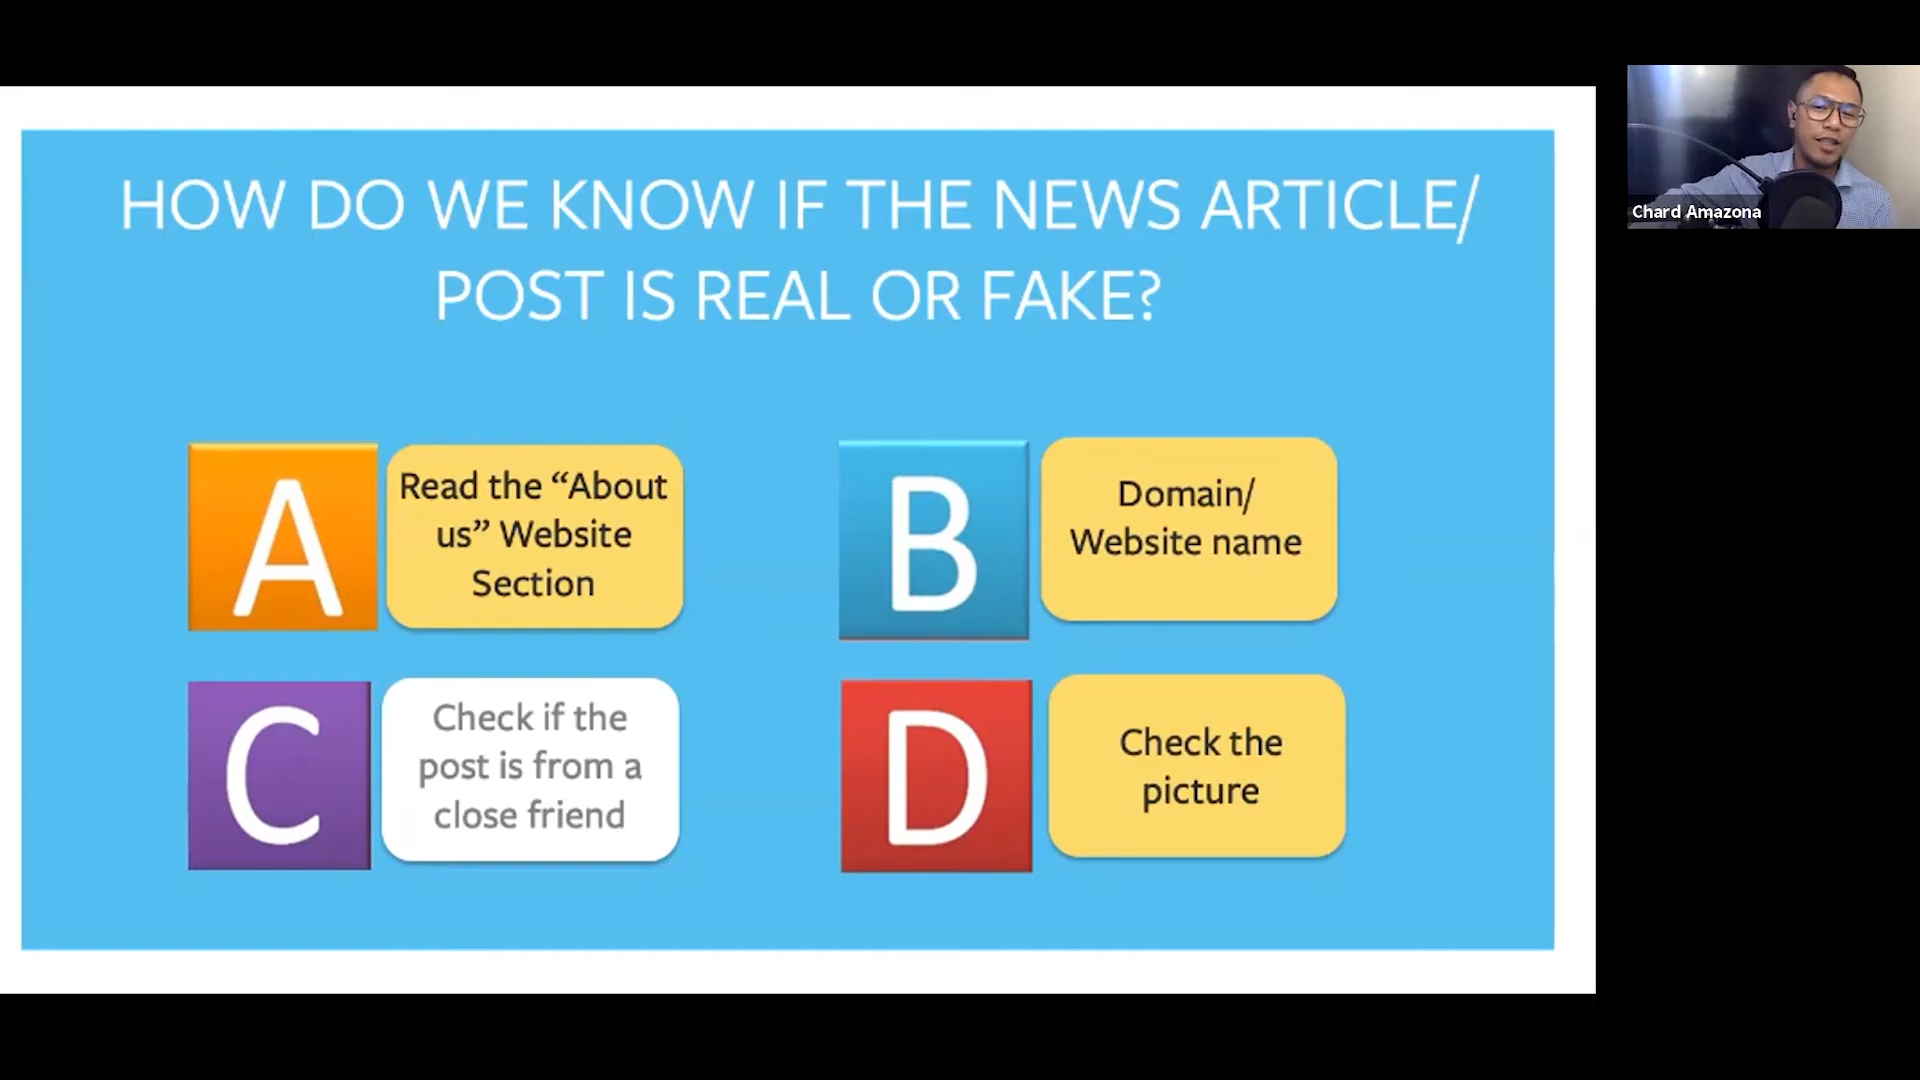 HOW DO WE KNOW IF THE NEWS ARTICLE/
POST IS REAL OR FAKE?
A
Read the “About
us” Website
Section
B
Domain/
Website name
C
Check if the
post is from a
close friend
D
Check the
picture
Chard Amazona